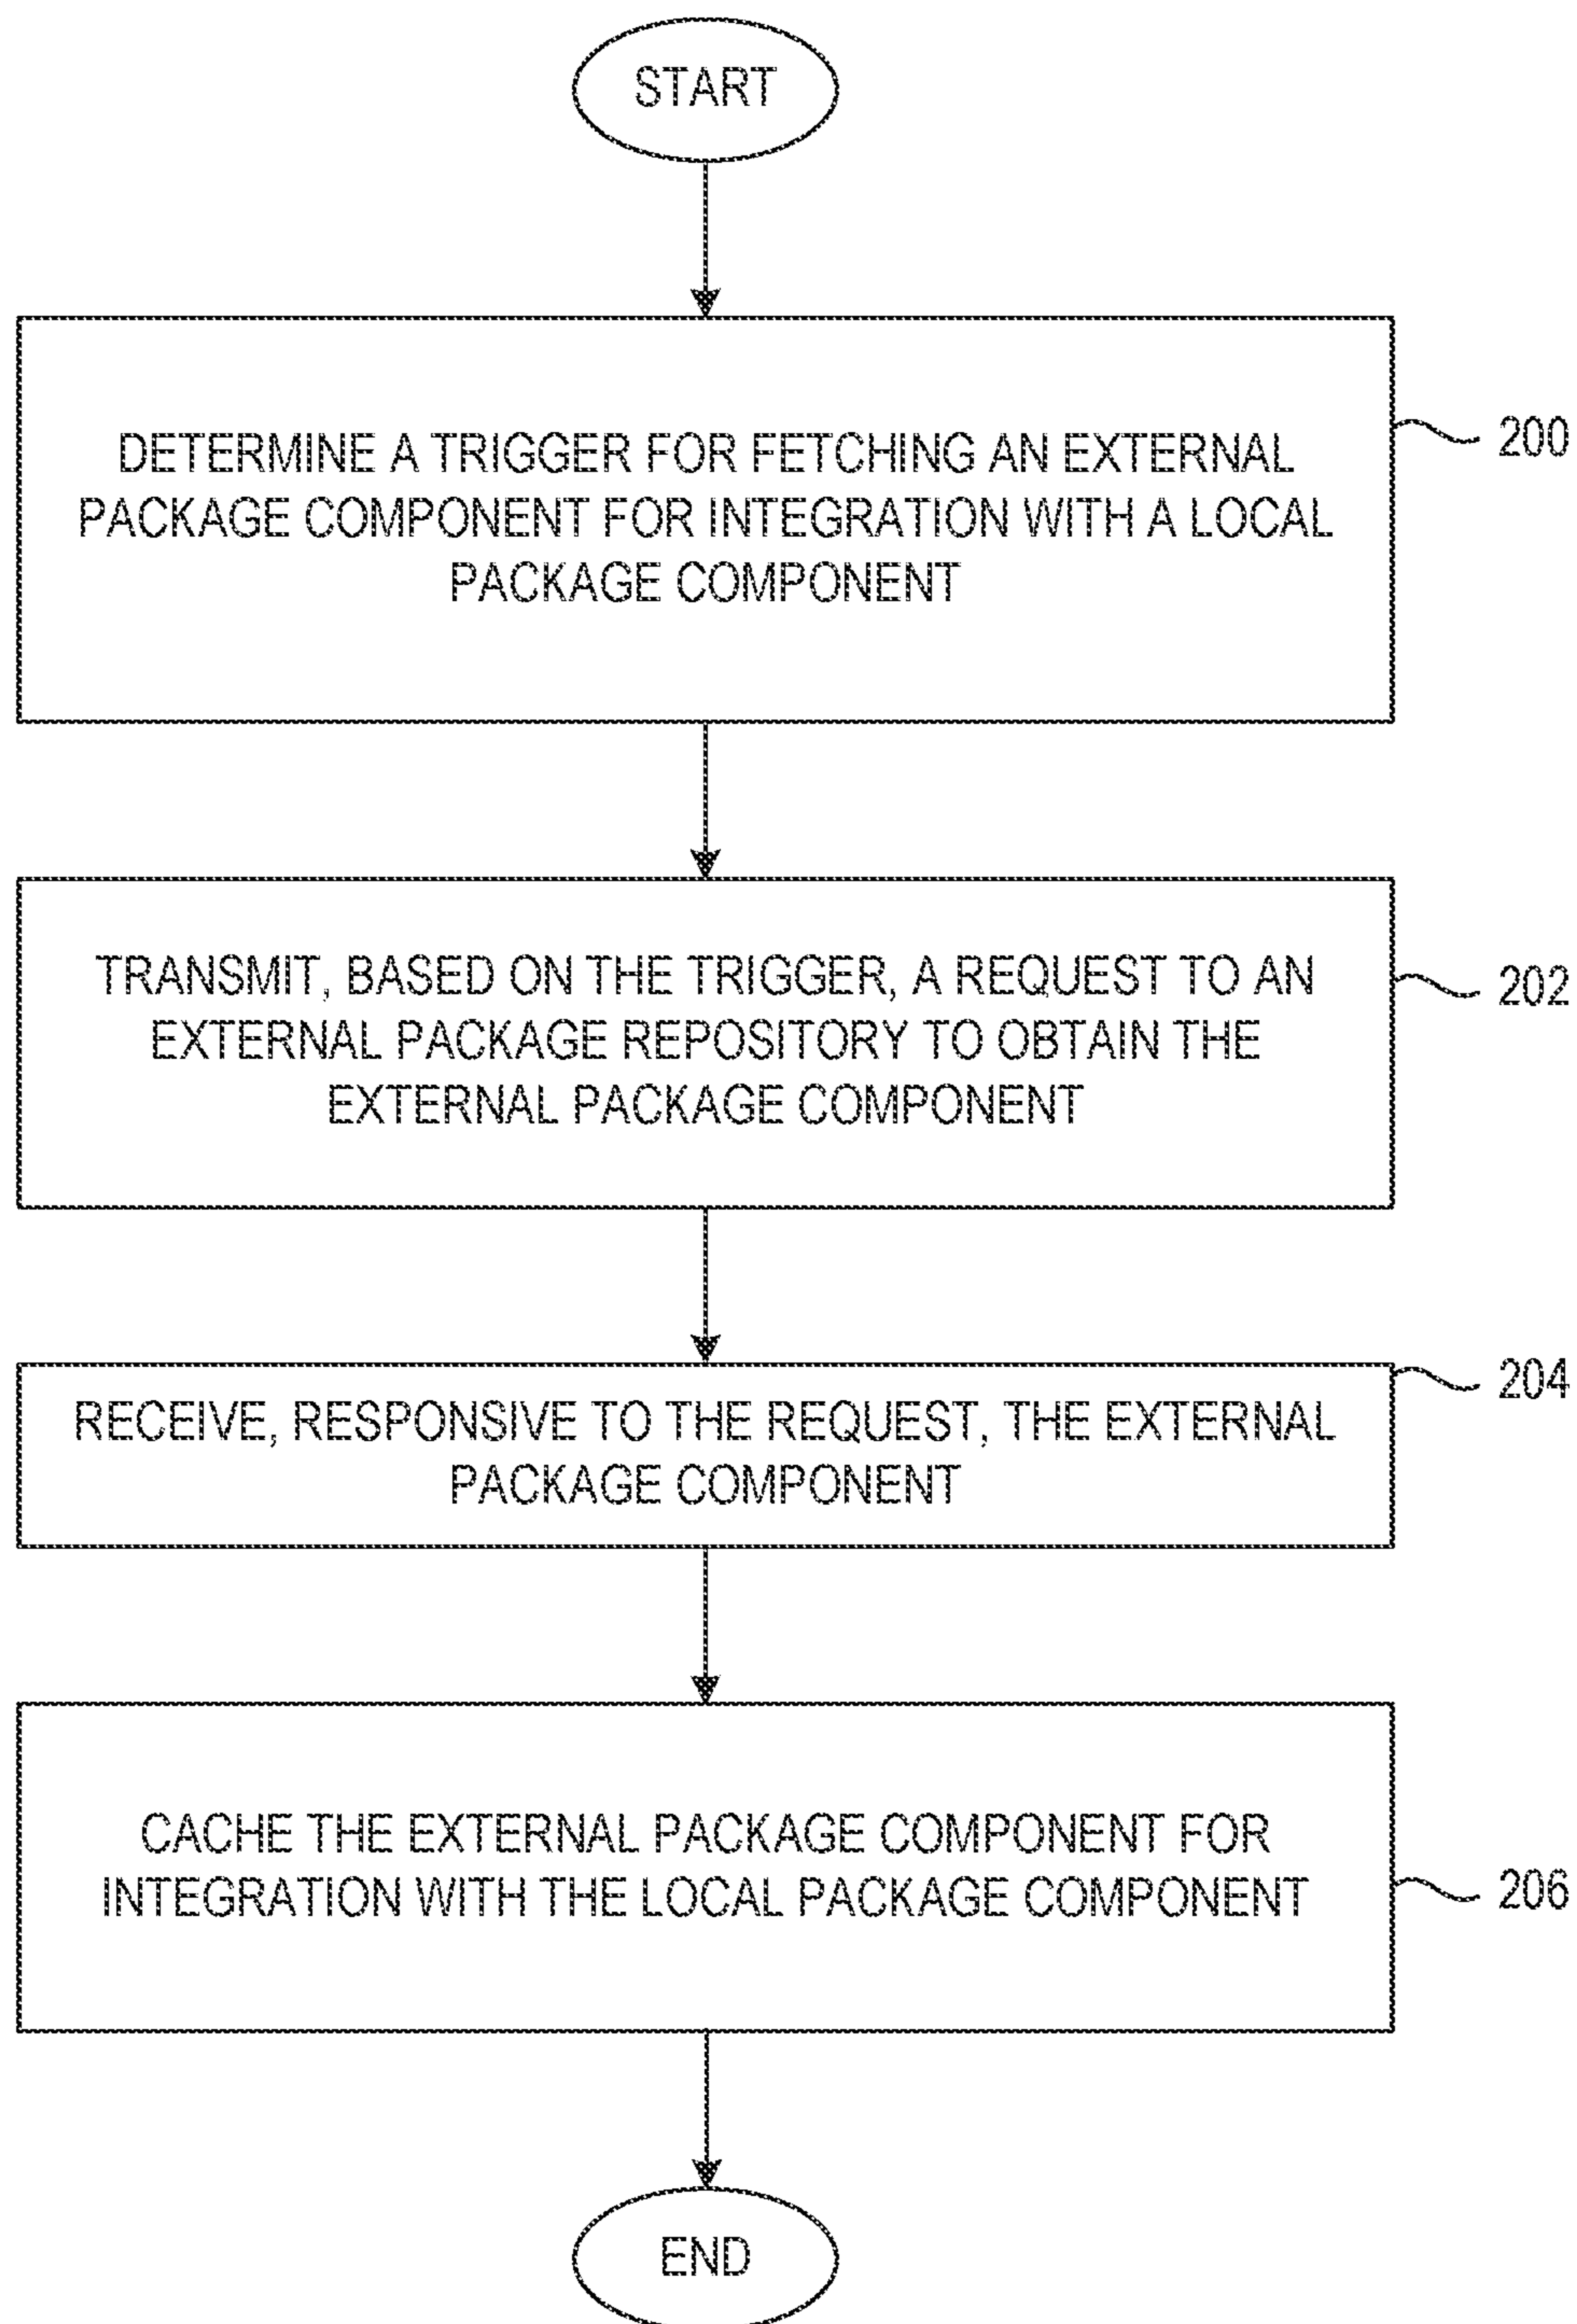 START
DETERMINE A TRIGGER FOR FETCHING AN EXTERNAL
PACKAGE COMPONENT FOR INTEGRATION WITH A LOCAL
PACKAGE COMPONENT
200
TRANSMIT, BASED ON THE TRIGGER, A REQUEST TO AN
EXTERNAL PACKAGE REPOSITORY TO OBTAIN THE
EXTERNAL PACKAGE COMPONENT
202
RECEIVE, RESPONSIVE TO THE REQUEST, THE EXTERNAL
PACKAGE COMPONENT
204
CACHE THE EXTERNAL PACKAGE COMPONENT FOR
INTEGRATION WITH THE LOCAL PACKAGE COMPONENT
206
END